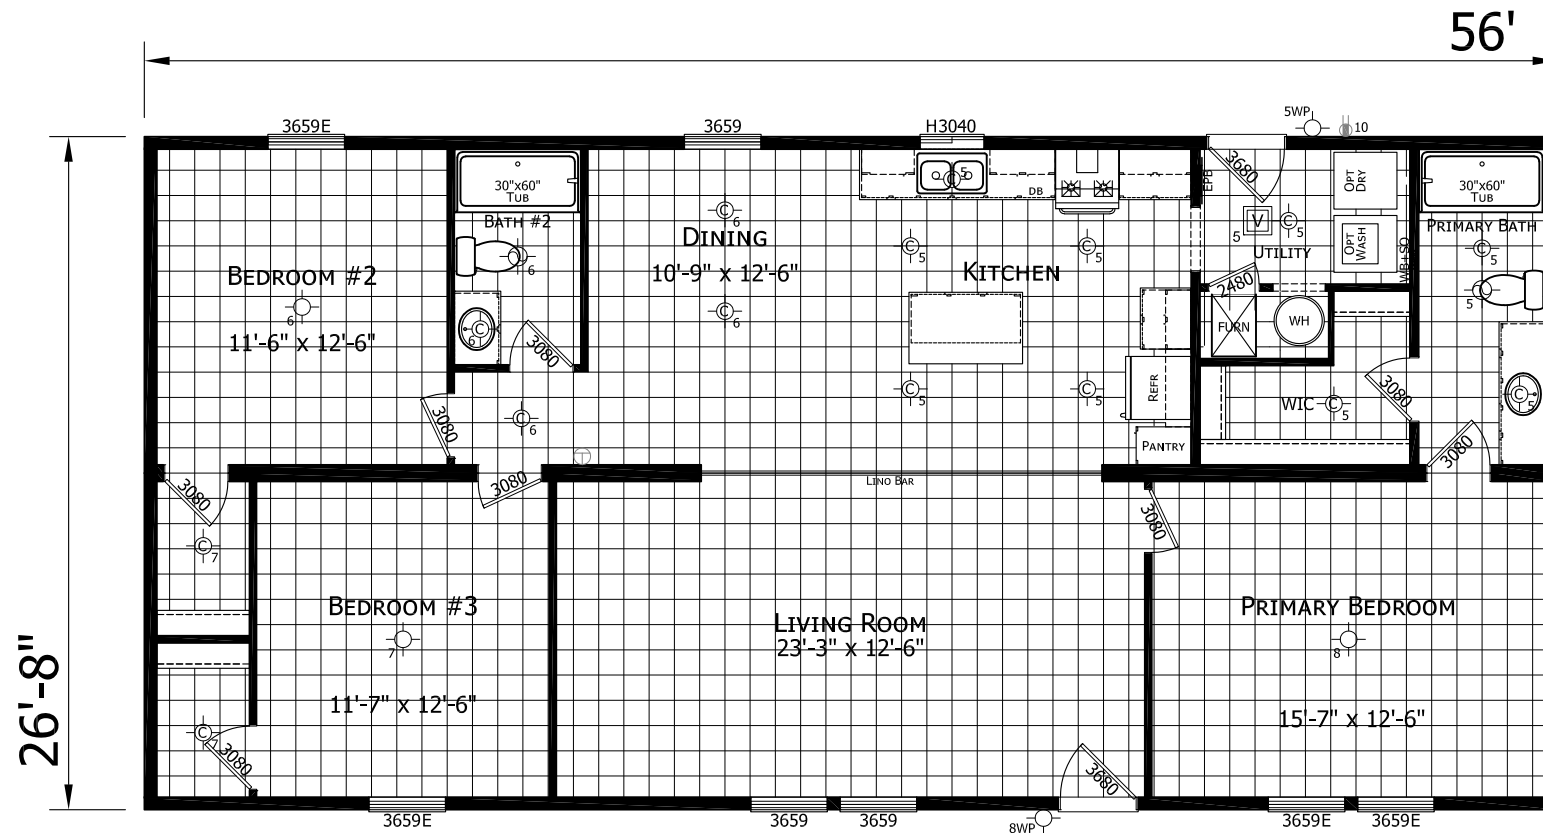 56'
5WP
10
3659E
3659
H3040
3680
EPB
OPT DRY
30"x60"
TUB
30"x60"
TUB
5
DB
BATH #2
6
DINING
10'-9" x 12'-6"
6
BEDROOM #2
6
11'-6" x 12'-6"
6
6
3080
5
5
KITCHEN
5
5
V
5
5
UTILITY
OPT WASH
WB+SO
PRIMARY BATH
5
5
2480
FURN
WH
REFR
PANTRY
WIC
5
3080
5
3080
3080
6
3080
3080
LINO BAR
3080
7
BEDROOM #3
7
11'-7" x 12'-6"
7
3080
LIVING ROOM
23'-3" x 12'-6"
PRIMARY BEDROOM
8
15'-7" x 12'-6"
3680
26'-8"
3659E
3659
3659
8WP
3659E
3659E